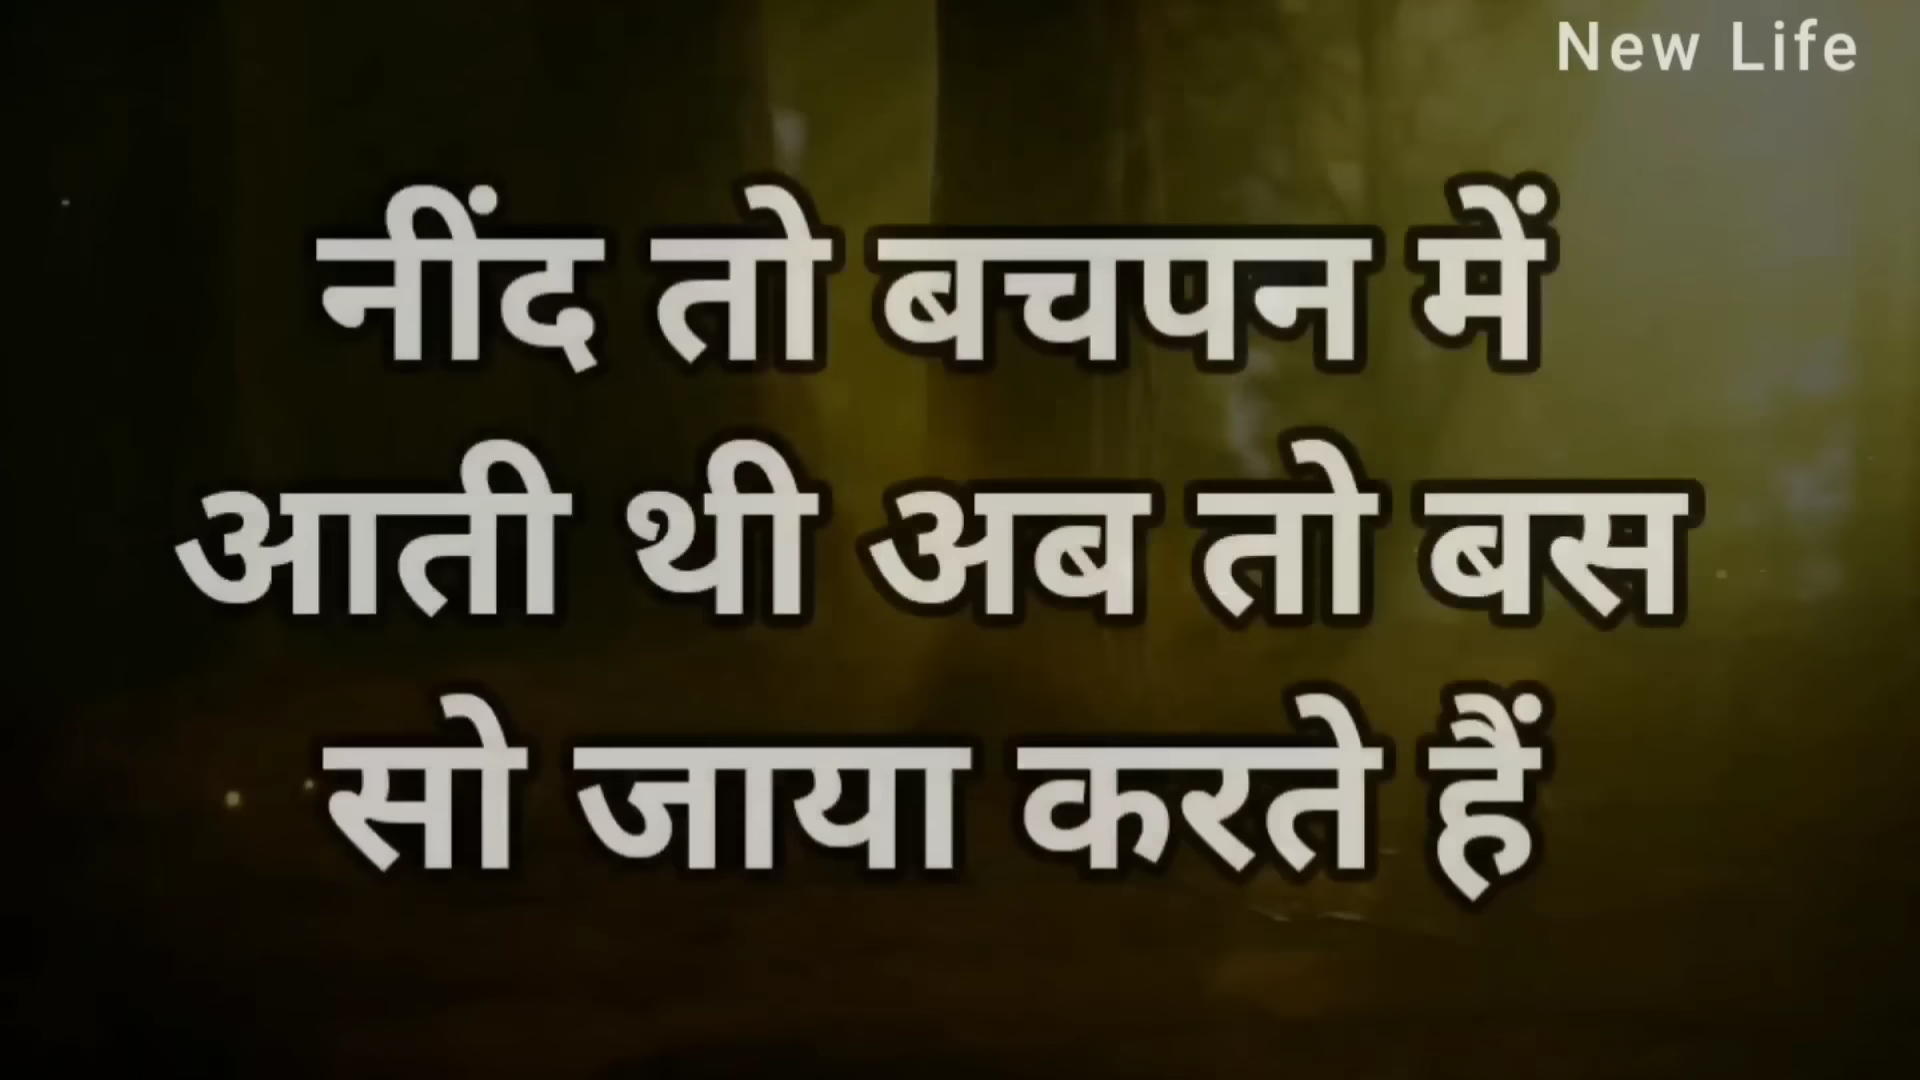 New Life
नींद तो बचपन में
आती थी अब तो बस
सो जाया करते हैं